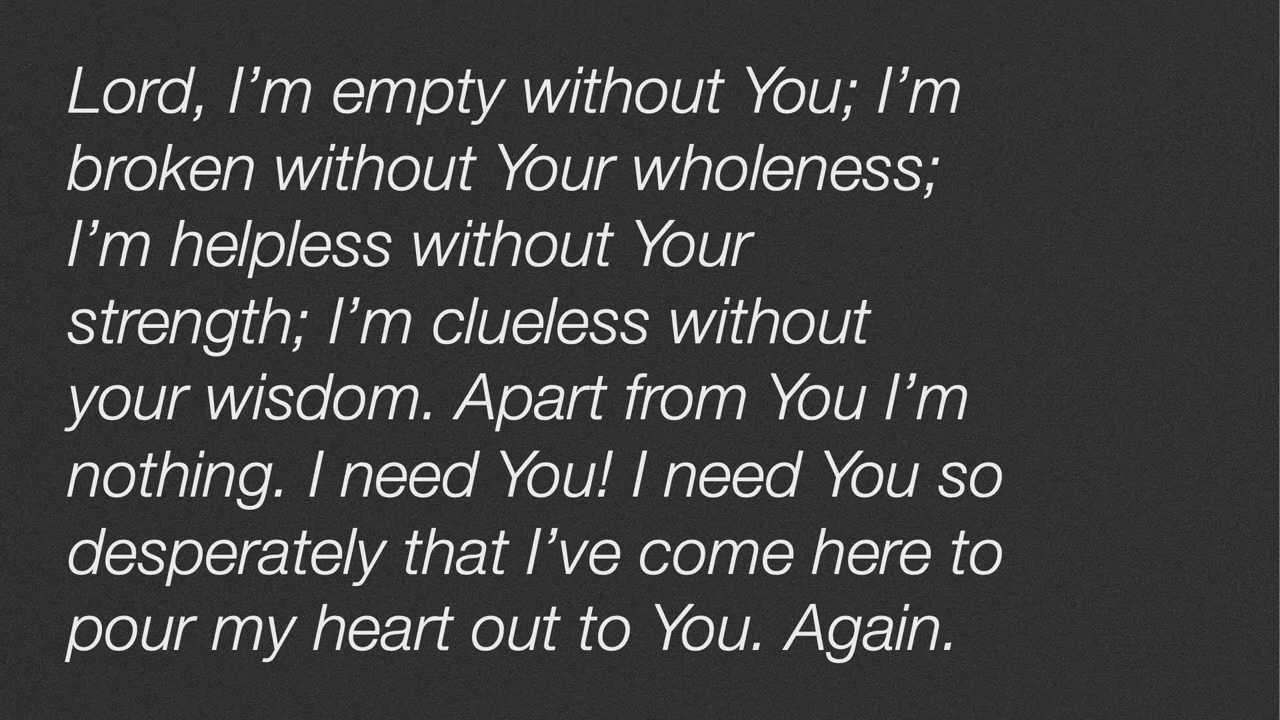 Lord, I’m empty without You; I’m
broken without Your wholeness;
I’m helpless without Your
strength; I’m clueless without
your wisdom. Apart from You I’m
nothing. I need You! I need You so
desperately that I’ve come here to
pour my heart out to You. Again.